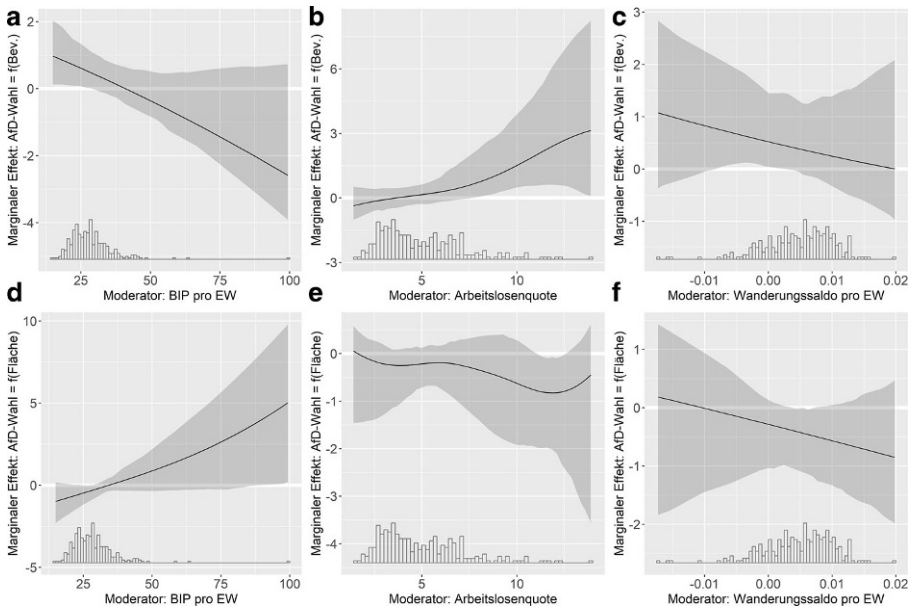 a
Marginaler Effekt: AfD-Wahl = f(Bev.)
2
0
-2
-4
25
50
75
100
Moderator: BIP pro EW
b
Marginaler Effekt: AfD-Wahl = f(Bev.)
6
3
0
-3
5
10
Moderator: Arbeitslosenquote
c
Marginaler Effekt: AfD-Wahl = f(Bev.)
3
2
1
0
-1
-0.01
0.00
0.01
0.02
Moderator: Wanderungssaldo pro EW
d
Marginaler Effekt: AfD-Wahl = f(Fläche)
10
5
0
-5
25
50
75
100
Moderator: BIP pro EW
e
Marginaler Effekt: AfD-Wahl = f(Fläche)
0
-1
-2
-3
-4
5
10
Moderator: Arbeitslosenquote
f
Marginaler Effekt: AfD-Wahl = f(Fläche)
1
0
-1
-2
-0.01
0.00
0.01
0.02
Moderator: Wanderungssaldo pro EW